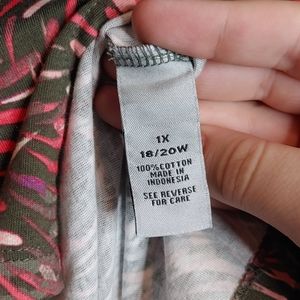 1X
18/20W
100% COTTON
MADE IN
INDONESIA
SEE REVERSE
FOR CARE